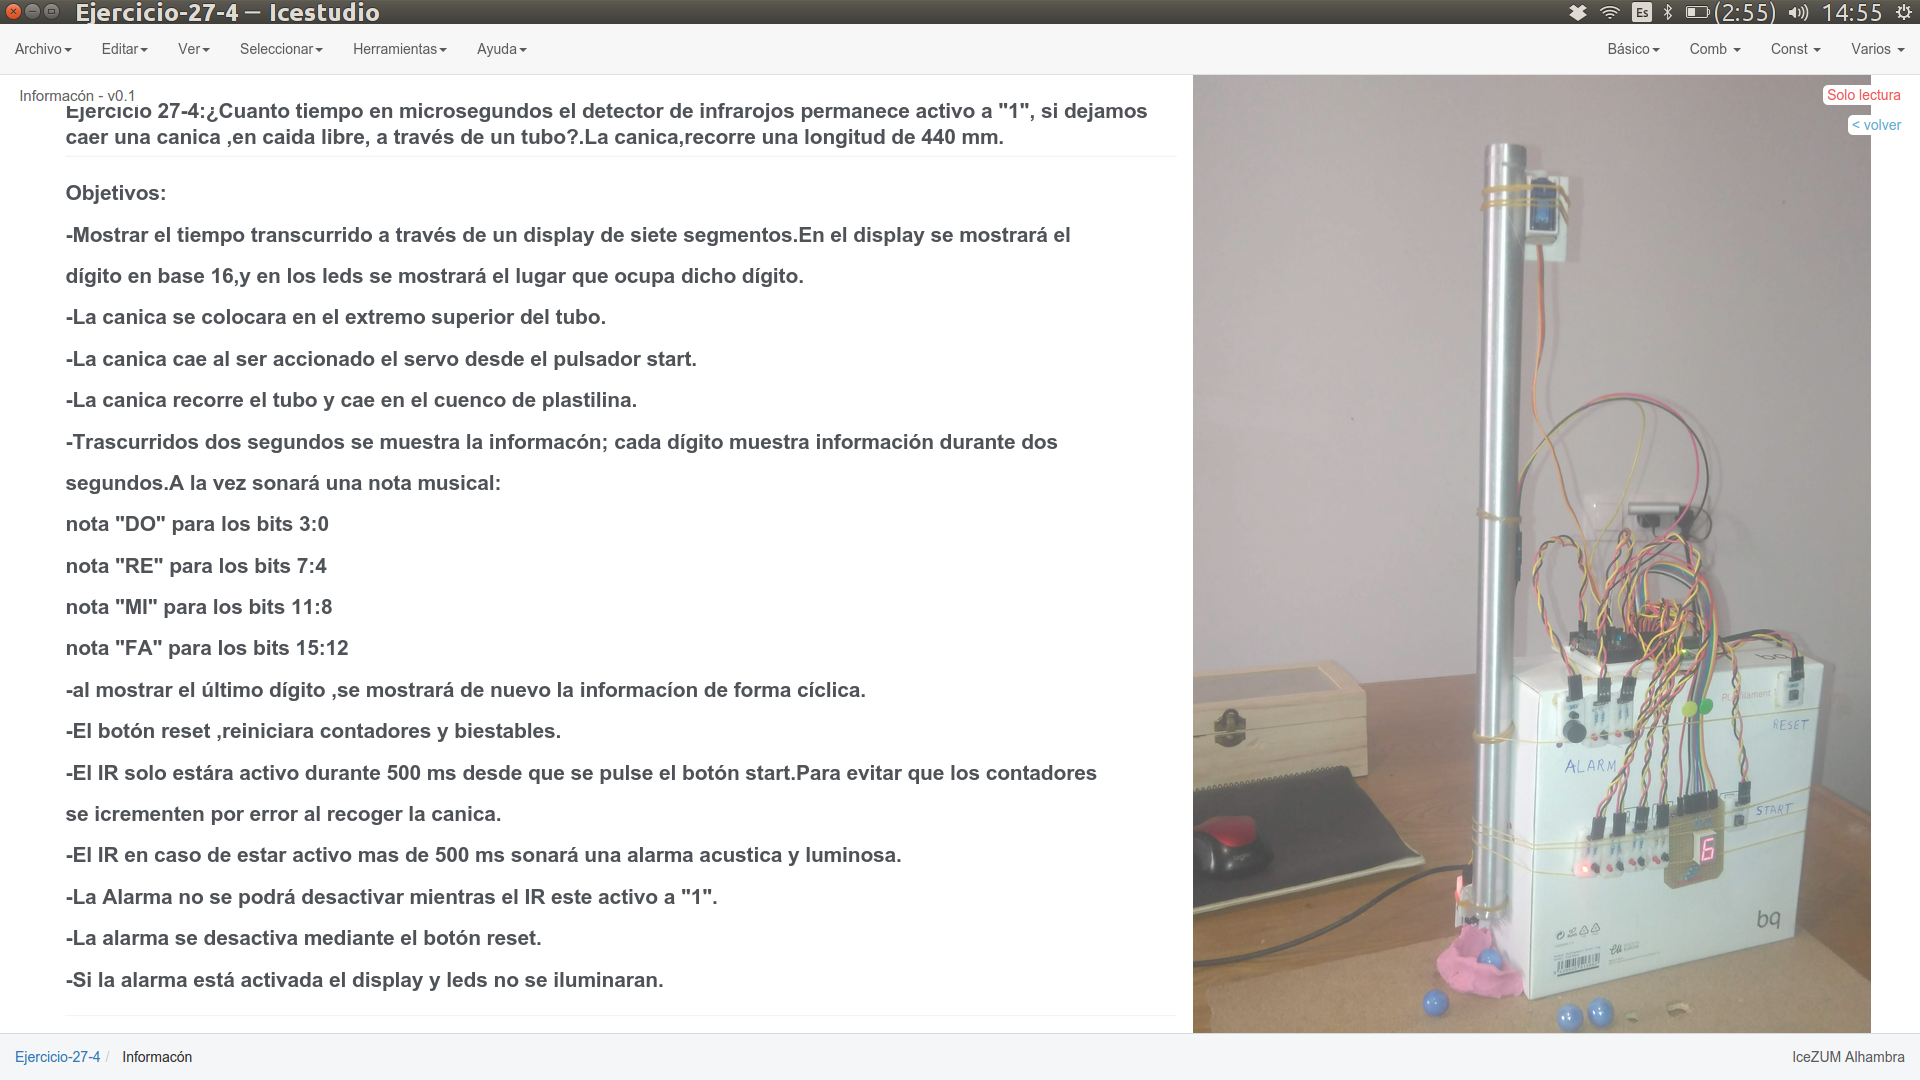 Ejercicio-27-4 — Icestudio
Es (2:55) 14:55
Archivo Editar Ver Seleccionar Herramientas Ayuda Básico Comb Const Varios
Informacón - v0.1
Solo lectura
< volver
Ejercicio 27-4:¿Cuanto tiempo en microsegundos el detector de infrarojos permanece activo a "1", si dejamos
caer una canica ,en caida libre, a través de un tubo?.La canica,recorre una longitud de 440 mm.
Objetivos:
-Mostrar el tiempo transcurrido a través de un display de siete segmentos.En el display se mostrará el
dígito en base 16,y en los leds se mostrará el lugar que ocupa dicho dígito.
-La canica se colocara en el extremo superior del tubo.
-La canica cae al ser accionado el servo desde el pulsador start.
-La canica recorre el tubo y cae en el cuenco de plastilina.
-Trascurridos dos segundos se muestra la informacón; cada dígito muestra información durante dos
segundos.A la vez sonará una nota musical:
nota "DO" para los bits 3:0
nota "RE" para los bits 7:4
nota "MI" para los bits 11:8
nota "FA" para los bits 15:12
-al mostrar el último dígito ,se mostrará de nuevo la informacíon de forma cíclica.
-El botón reset ,reiniciara contadores y biestables.
-El IR solo estára activo durante 500 ms desde que se pulse el botón start.Para evitar que los contadores
se icrementen por error al recoger la canica.
-El IR en caso de estar activo mas de 500 ms sonará una alarma acustica y luminosa.
-La Alarma no se podrá desactivar mientras el IR este activo a "1".
-La alarma se desactiva mediante el botón reset.
-Si la alarma está activada el display y leds no se iluminaran.
bq
RESET
ALARM
START
6
bq
Ejercicio-27-4 / Informacón
IceZUM Alhambra